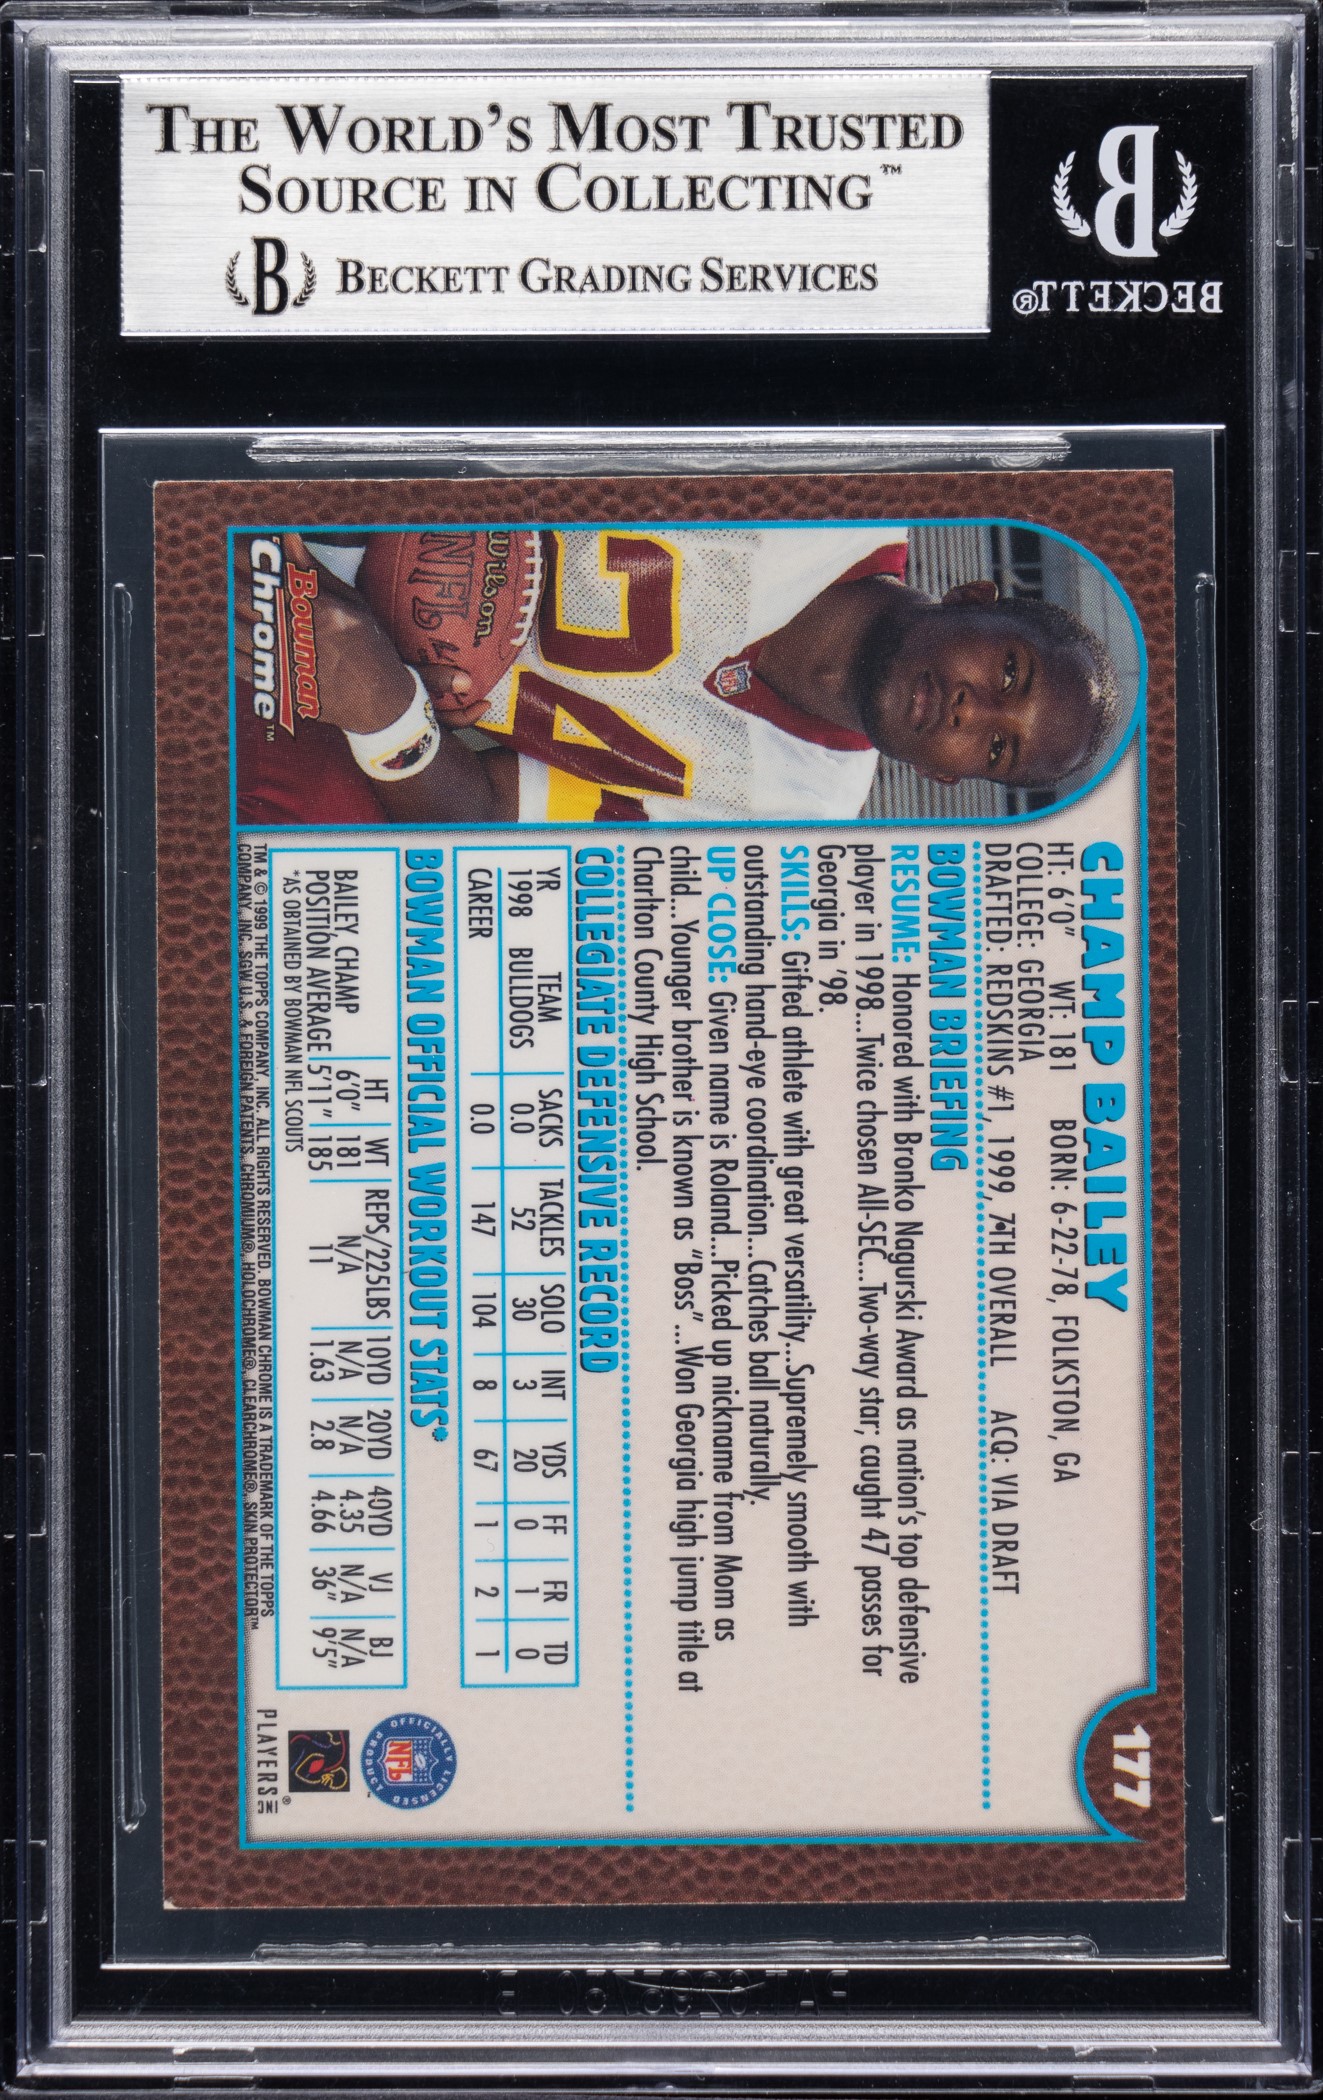 THE WORLD'S MOST TRUSTED
SOURCE IN COLLECTING™
B BECKETT GRADING SERVICES
B
BECKETT®
177
CHAMP BAILEY
HT: 6'0" WT: 181 BORN: 6-22-78, FOLKSTON, GA
COLLEGE: GEORGIA
DRAFTED: REDSKINS #1, 1999, 7TH OVERALL ACQ: VIA DRAFT
BOWMAN BRIEFING
RESUME: Honored with Bronko Nagurski Award as nation's top defensive
player in 1998...Twice chosen All-SEC...Two-way star; caught 47 passes for
Georgia in '98.
SKILLS: Gifted athlete with great versatility...Supremely smooth with
outstanding hand-eye coordination...Catches ball naturally.
UP CLOSE: Given name is Roland...Picked up nickname from Mom as
child...Younger brother is known as "Boss"...Won Georgia high jump title at
Charlton County High School.
COLLEGIATE DEFENSIVE RECORD
YR TEAM SACKS TACKLES SOLO INT YDS FF FR TD
1998 BULLDOGS 0.0 52 30 3 20 0 1 0
CAREER 0.0 147 104 8 67 1 2 1
BOWMAN OFFICIAL WORKOUT STATS*
HT WT REPS/225LBS 10YD 20YD 40YD VJ BJ
BAILEY, CHAMP 6'0" 181 N/A N/A N/A 4.35 N/A N/A
POSITION AVERAGE 5'11" 185 11 1.63 2.8 4.66 36" 9'5"
*AS OBTAINED BY BOWMAN NFL SCOUTS
TM & © 1999 THE TOPPS COMPANY, INC. ALL RIGHTS RESERVED. BOWMAN CHROME IS A TRADEMARK OF THE TOPPS
COMPANY, INC. SGW U.S. & FOREIGN PATENTS. CHROMIUM®, HOLOCHROME®, CLEARCHROME®, SKIN PROTECTOR™
Wilson
NFL
24
NFL
Bowman
Chrome™
OFFICIALLY LICENSED
NFL
PRODUCT
™
PLAYERS INC®